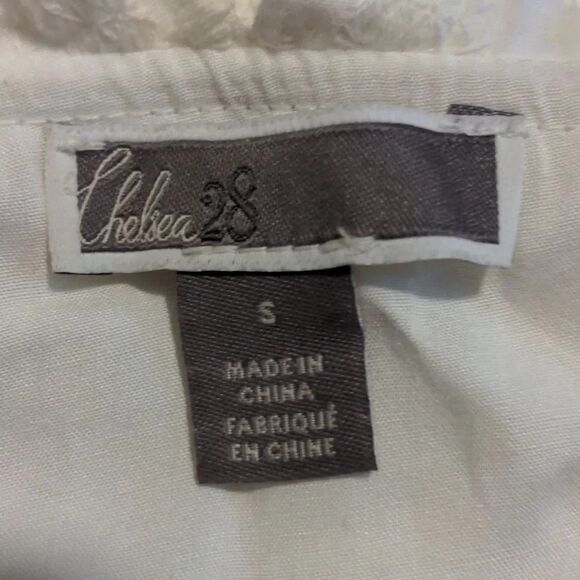 Chelsea28
S
MADE IN
CHINA
FABRIQUÉ
EN CHINE